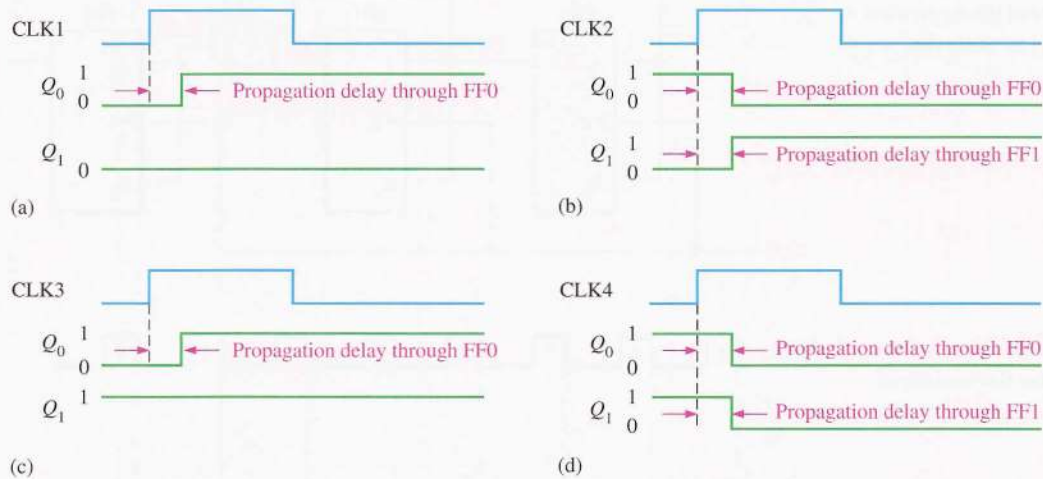 CLK1
Q0 1
0
Propagation delay through FF0
Q1
0
(a)
CLK2
Q0 1
0
Propagation delay through FF0
Q1 1
0
Propagation delay through FF1
(b)
CLK3
Q0 1
0
Propagation delay through FF0
Q1 1
(c)
CLK4
Q0 1
0
Propagation delay through FF0
Q1 1
0
Propagation delay through FF1
(d)